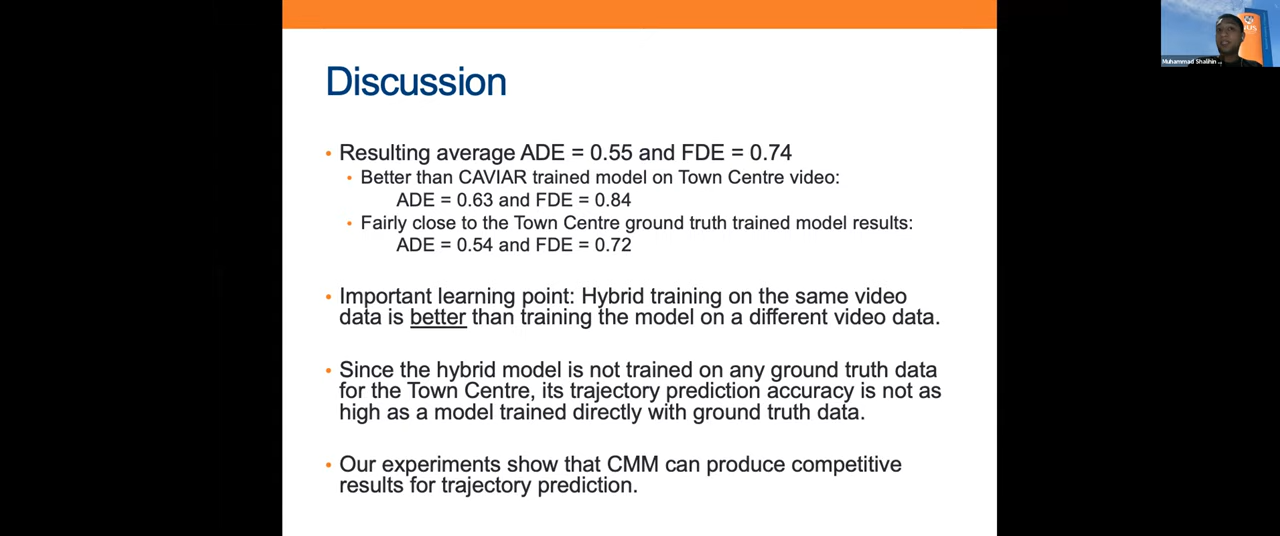 Discussion
• Resulting average ADE = 0.55 and FDE = 0.74
• Better than CAVIAR trained model on Town Centre video:
ADE = 0.63 and FDE = 0.84
• Fairly close to the Town Centre ground truth trained model results:
ADE = 0.54 and FDE = 0.72
• Important learning point: Hybrid training on the same video
data is better than training the model on a different video data.
• Since the hybrid model is not trained on any ground truth data
for the Town Centre, its trajectory prediction accuracy is not as
high as a model trained directly with ground truth data.
• Our experiments show that CMM can produce competitive
results for trajectory prediction.
Muhammad Shalihin ...